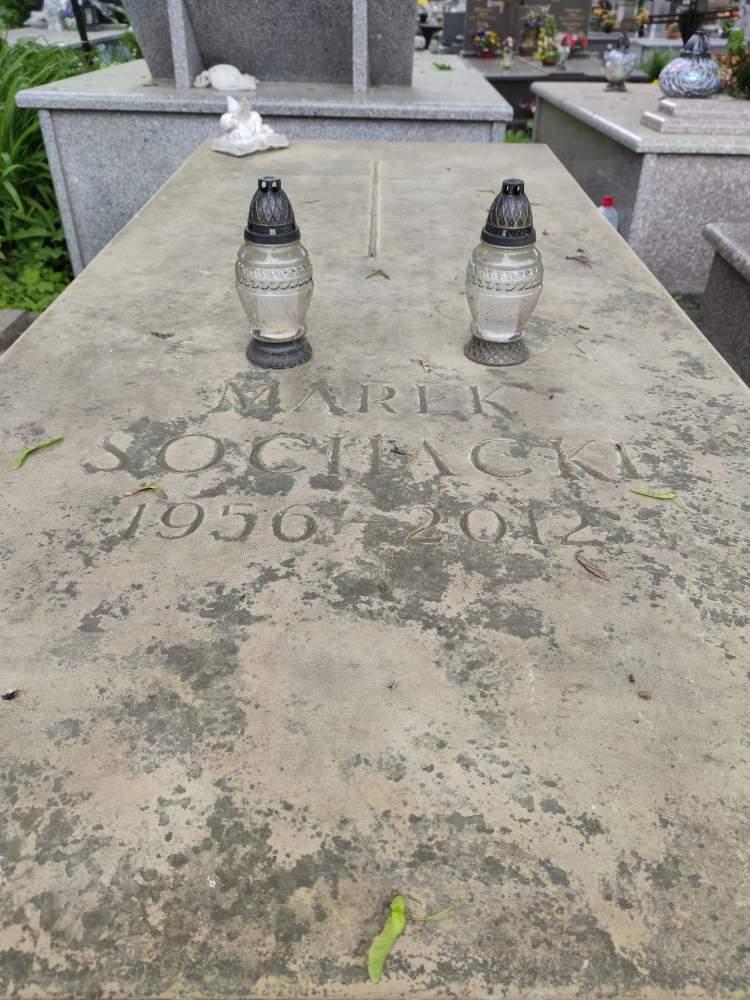 MAREK
SOCHACKI
1956 - 2012